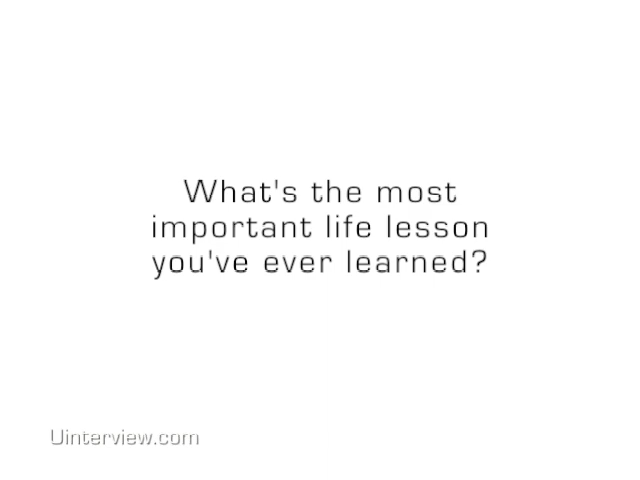 What's the most
important life lesson
you've ever learned?
Uinterview.com